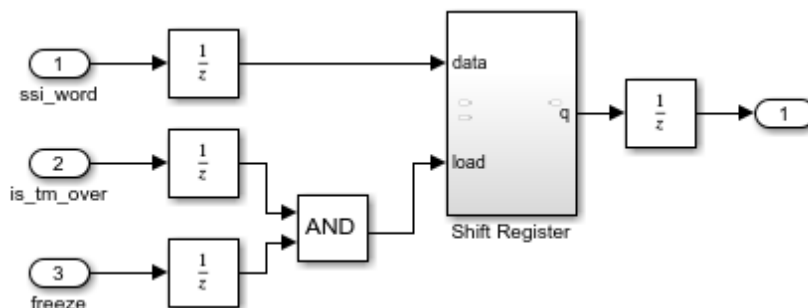 1
ssi_word
1
z
data
q
load
Shift Register
1
z
1
2
is_tm_over
1
z
AND
3
freeze
1
z